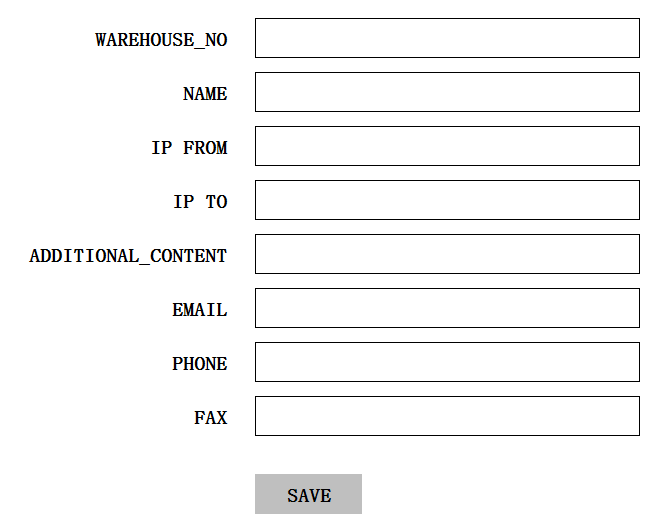 WAREHOUSE_NO
NAME
IP FROM
IP TO
ADDITIONAL_CONTENT
EMAIL
PHONE
FAX
SAVE